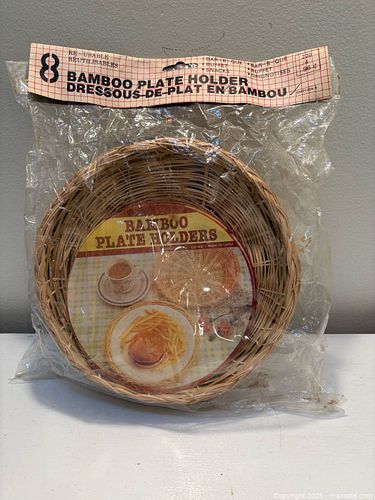 8
RE-USABLE
RÉUTILISABLES
BAMBOO PLATE HOLDER
DRESSOUS-DE-PLAT EN BAMBOU
BAMBOO
PLATE HOLDERS
Copyright 2025 - maxsold.com